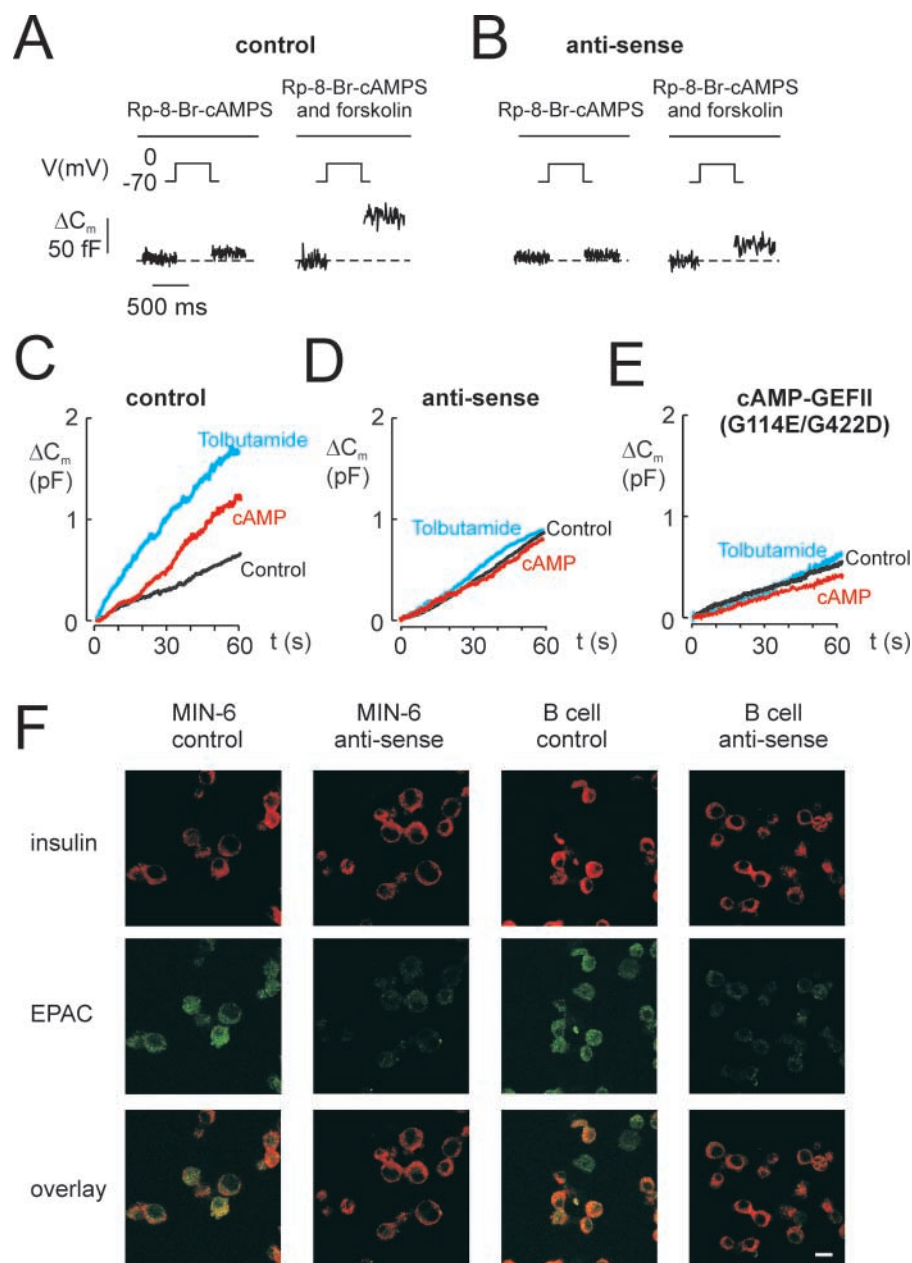 A
control
Rp-8-Br-cAMPS
Rp-8-Br-cAMPS
and forskolin
V(mV)
0
-70
ΔCm
50 fF
500 ms
B
anti-sense
Rp-8-Br-cAMPS
Rp-8-Br-cAMPS
and forskolin
C
control
2
ΔCm
(pF)
1
0
Tolbutamide
cAMP
Control
0
30
60
t (s)
D
anti-sense
2
ΔCm
(pF)
1
0
Tolbutamide
Control
cAMP
0
30
60
t (s)
E
cAMP-GEFII
(G114E/G422D)
2
ΔCm
(pF)
1
0
Tolbutamide
Control
cAMP
0
30
60
t (s)
F
MIN-6
control
MIN-6
anti-sense
B cell
control
B cell
anti-sense
insulin
EPAC
overlay